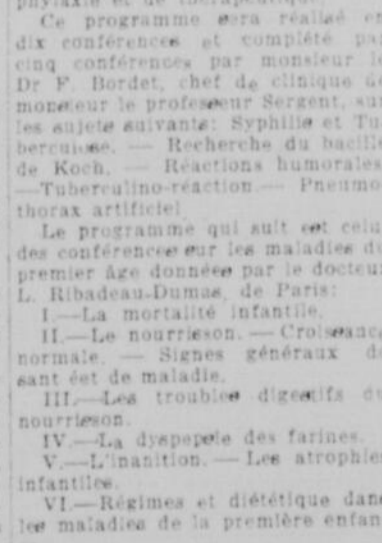 phylaxie et de thérapeutique.
Ce programme sera réalisé en
dix conférences et complété par
cinq conférences par monsieur le
Dr F. Bordet, chef de clinique de
monsieur le professeur Sergent, sur
les sujets suivants: Syphilis et Tu-
berculose. — Recherche du bacille
de Koch. — Réactions humorales.
—Tuberculino-réaction — Pneumo-
thorax artificiel
Le programme qui suit est celui
des conférences sur les maladies du
premier âge données par le docteur
L. Ribadeau-Dumas, de Paris:
I.—La mortalité infantile.
II.—Le nourrisson. — Croissance
normale. — Signes généraux de
sant éet de maladie.
III.—Les troubles digestifs du
nourrisson.
IV.—La dyspepsie des farines.
V.—L'inanition. — Les atrophies
infantiles.
VI.—Régimes et diététique dans
les maladies de la première enfan-